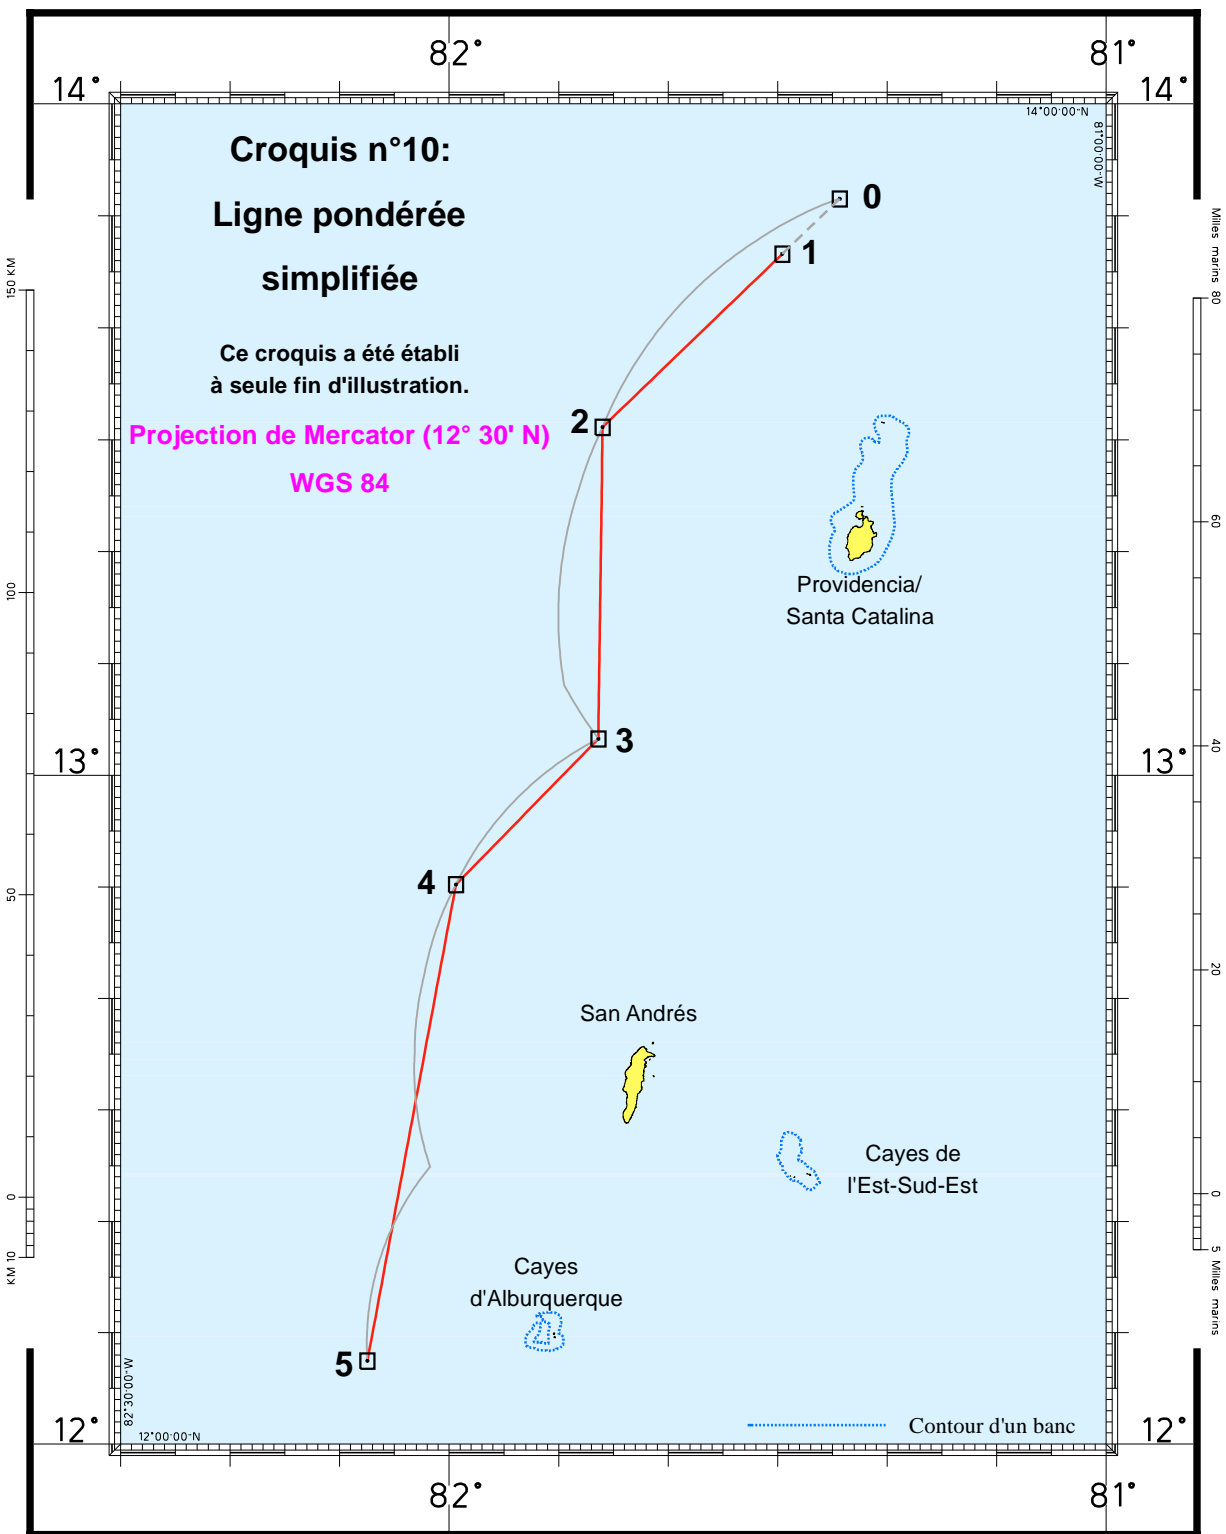 82°
81°
14°
14°
14°00'00"N
81°00'00"W
Croquis n°10:
Ligne pondérée
simplifiée
Ce croquis a été établi
à seule fin d'illustration.
Projection de Mercator (12° 30' N)
WGS 84
0
1
2
3
4
5
Providencia/
Santa Catalina
13°
13°
San Andrés
Cayes de
l'Est-Sud-Est
Cayes
d'Alburquerque
Contour d'un banc
82°30'00"W
12°00'00"N
12°
12°
82°
81°
150 KM
100
50
0
KM 10
Milles marins
80
60
40
20
0
5 Milles marins